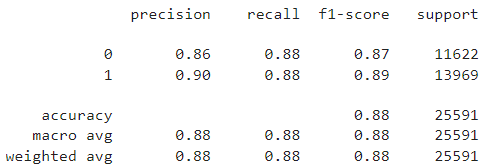 precision recall f1-score support
0 0.86 0.88 0.87 11622
1 0.90 0.88 0.89 13969
accuracy 0.88 25591
macro avg 0.88 0.88 0.88 25591
weighted avg 0.88 0.88 0.88 25591